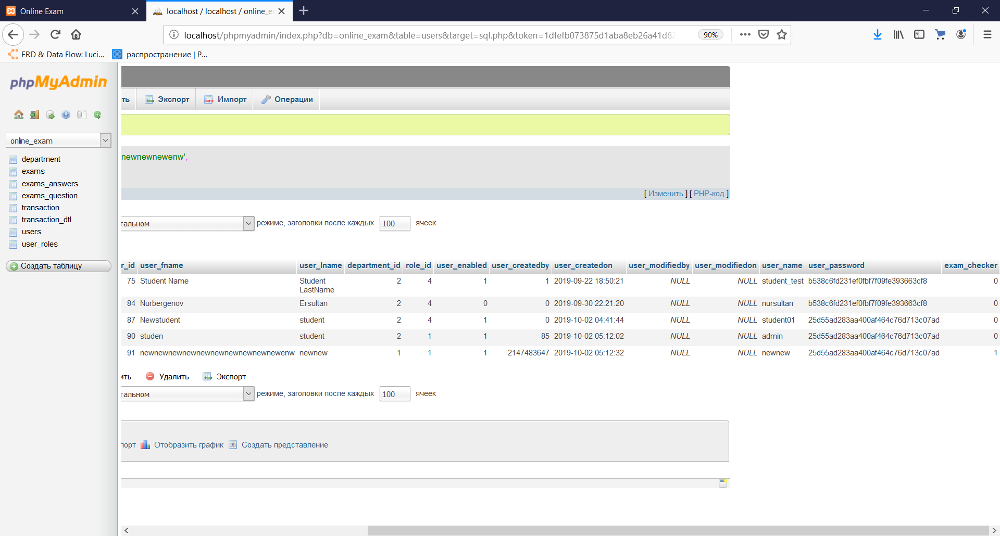 Online Exam
localhost / localhost / online_e
localhost/phpmyadmin/index.php?db=online_exam&table=users&target=sql.php&token=1dfefb073875d1aba8eb26a41d82
90%
ERD & Data Flow: Luci...
распространение | P...
phpMyAdmin
ть
Экспорт
Импорт
Операции
online_exam
department
exams
exams_answers
exams_question
transaction
transaction_dtl
users
user_roles
Создать таблицу
newnewnewenw',
[ Изменить ] [ PHP-код ]
тальном режиме, заголовки после каждых 100 ячеек
r_id user_fname user_lname department_id role_id user_enabled user_createdby user_createdon user_modifiedby user_modifiedon user_name user_password exam_checker
75 Student Name Student LastName 2 4 1 1 2019-09-22 18:50:21 NULL NULL student_test b538c6fd231ef0fbf7f09fe393663cf8 0
84 Nurbergenov Ersultan 2 4 0 0 2019-09-30 22:21:20 NULL NULL nursultan b538c6fd231ef0fbf7f09fe393663cf8 0
87 Newstudent student 2 4 1 0 2019-10-02 04:41:44 NULL NULL student01 25d55ad283aa400af464c76d713c07ad 0
90 studen student 2 1 1 85 2019-10-02 05:12:02 NULL NULL admin 25d55ad283aa400af464c76d713c07ad 0
91 newnewnewnewnewnewnewnewnewnewenw newnew 1 1 1 2147483647 2019-10-02 05:12:32 NULL NULL newnew 25d55ad283aa400af464c76d713c07ad 1
ить Удалить Экспорт
тальном режиме, заголовки после каждых 100 ячеек
порт Отобразить график Создать представление